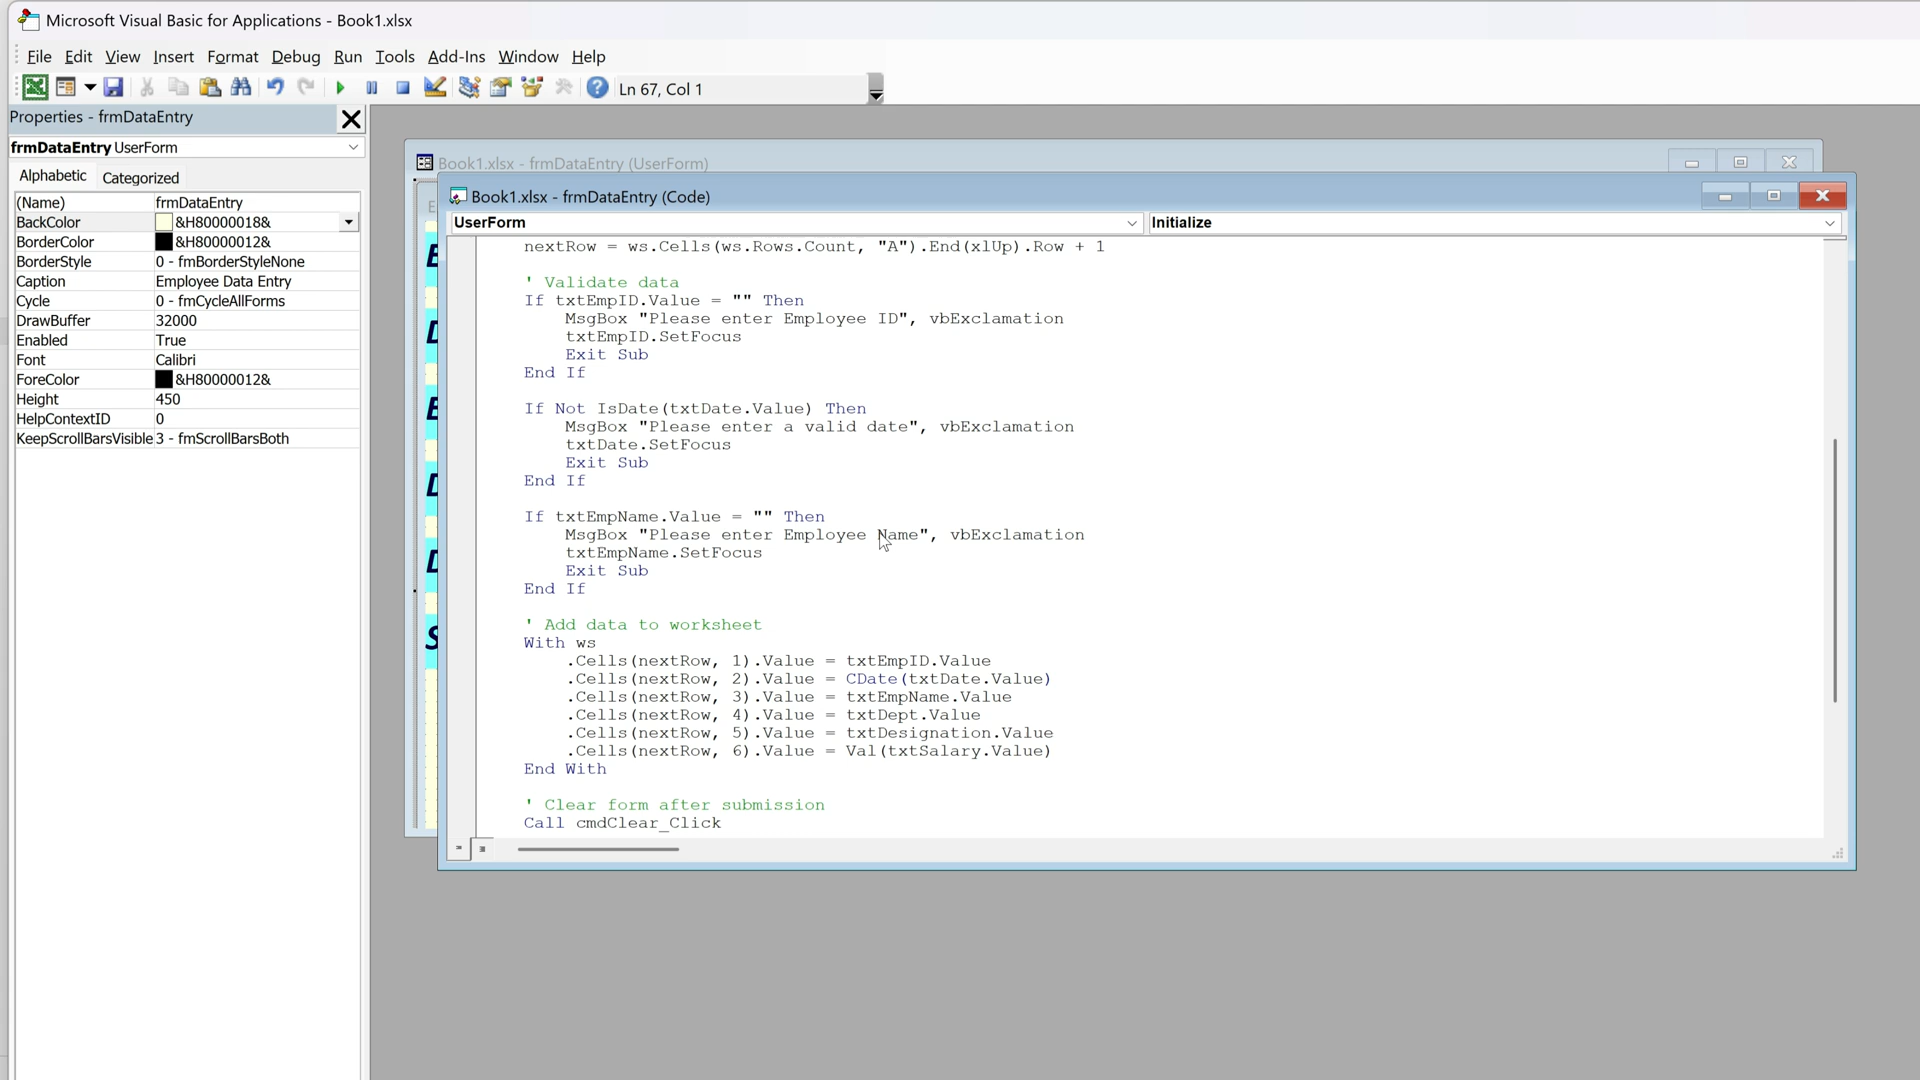 Microsoft Visual Basic for Applications - Book1.xlsx
File Edit View Insert Format Debug Run Tools Add-Ins Window Help
Ln 67, Col 1
Properties - frmDataEntry
frmDataEntry UserForm
Alphabetic Categorized
(Name) frmDataEntry
BackColor &H80000018&
BorderColor &H80000012&
BorderStyle 0 - fmBorderStyleNone
Caption Employee Data Entry
Cycle 0 - fmCycleAllForms
DrawBuffer 32000
Enabled True
Font Calibri
ForeColor &H80000012&
Height 450
HelpContextID 0
KeepScrollBarsVisible 3 - fmScrollBarsBoth
Book1.xlsx - frmDataEntry (UserForm)
Book1.xlsx - frmDataEntry (Code)
UserForm Initialize
nextRow = ws.Cells(ws.Rows.Count, "A").End(xlUp).Row + 1
' Validate data
If txtEmpID.Value = "" Then
MsgBox "Please enter Employee ID", vbExclamation
txtEmpID.SetFocus
Exit Sub
End If
If Not IsDate(txtDate.Value) Then
MsgBox "Please enter a valid date", vbExclamation
txtDate.SetFocus
Exit Sub
End If
If txtEmpName.Value = "" Then
MsgBox "Please enter Employee Name", vbExclamation
txtEmpName.SetFocus
Exit Sub
End If
' Add data to worksheet
With ws
.Cells(nextRow, 1).Value = txtEmpID.Value
.Cells(nextRow, 2).Value = CDate(txtDate.Value)
.Cells(nextRow, 3).Value = txtEmpName.Value
.Cells(nextRow, 4).Value = txtDept.Value
.Cells(nextRow, 5).Value = txtDesignation.Value
.Cells(nextRow, 6).Value = Val(txtSalary.Value)
End With
' Clear form after submission
Call cmdClear_Click